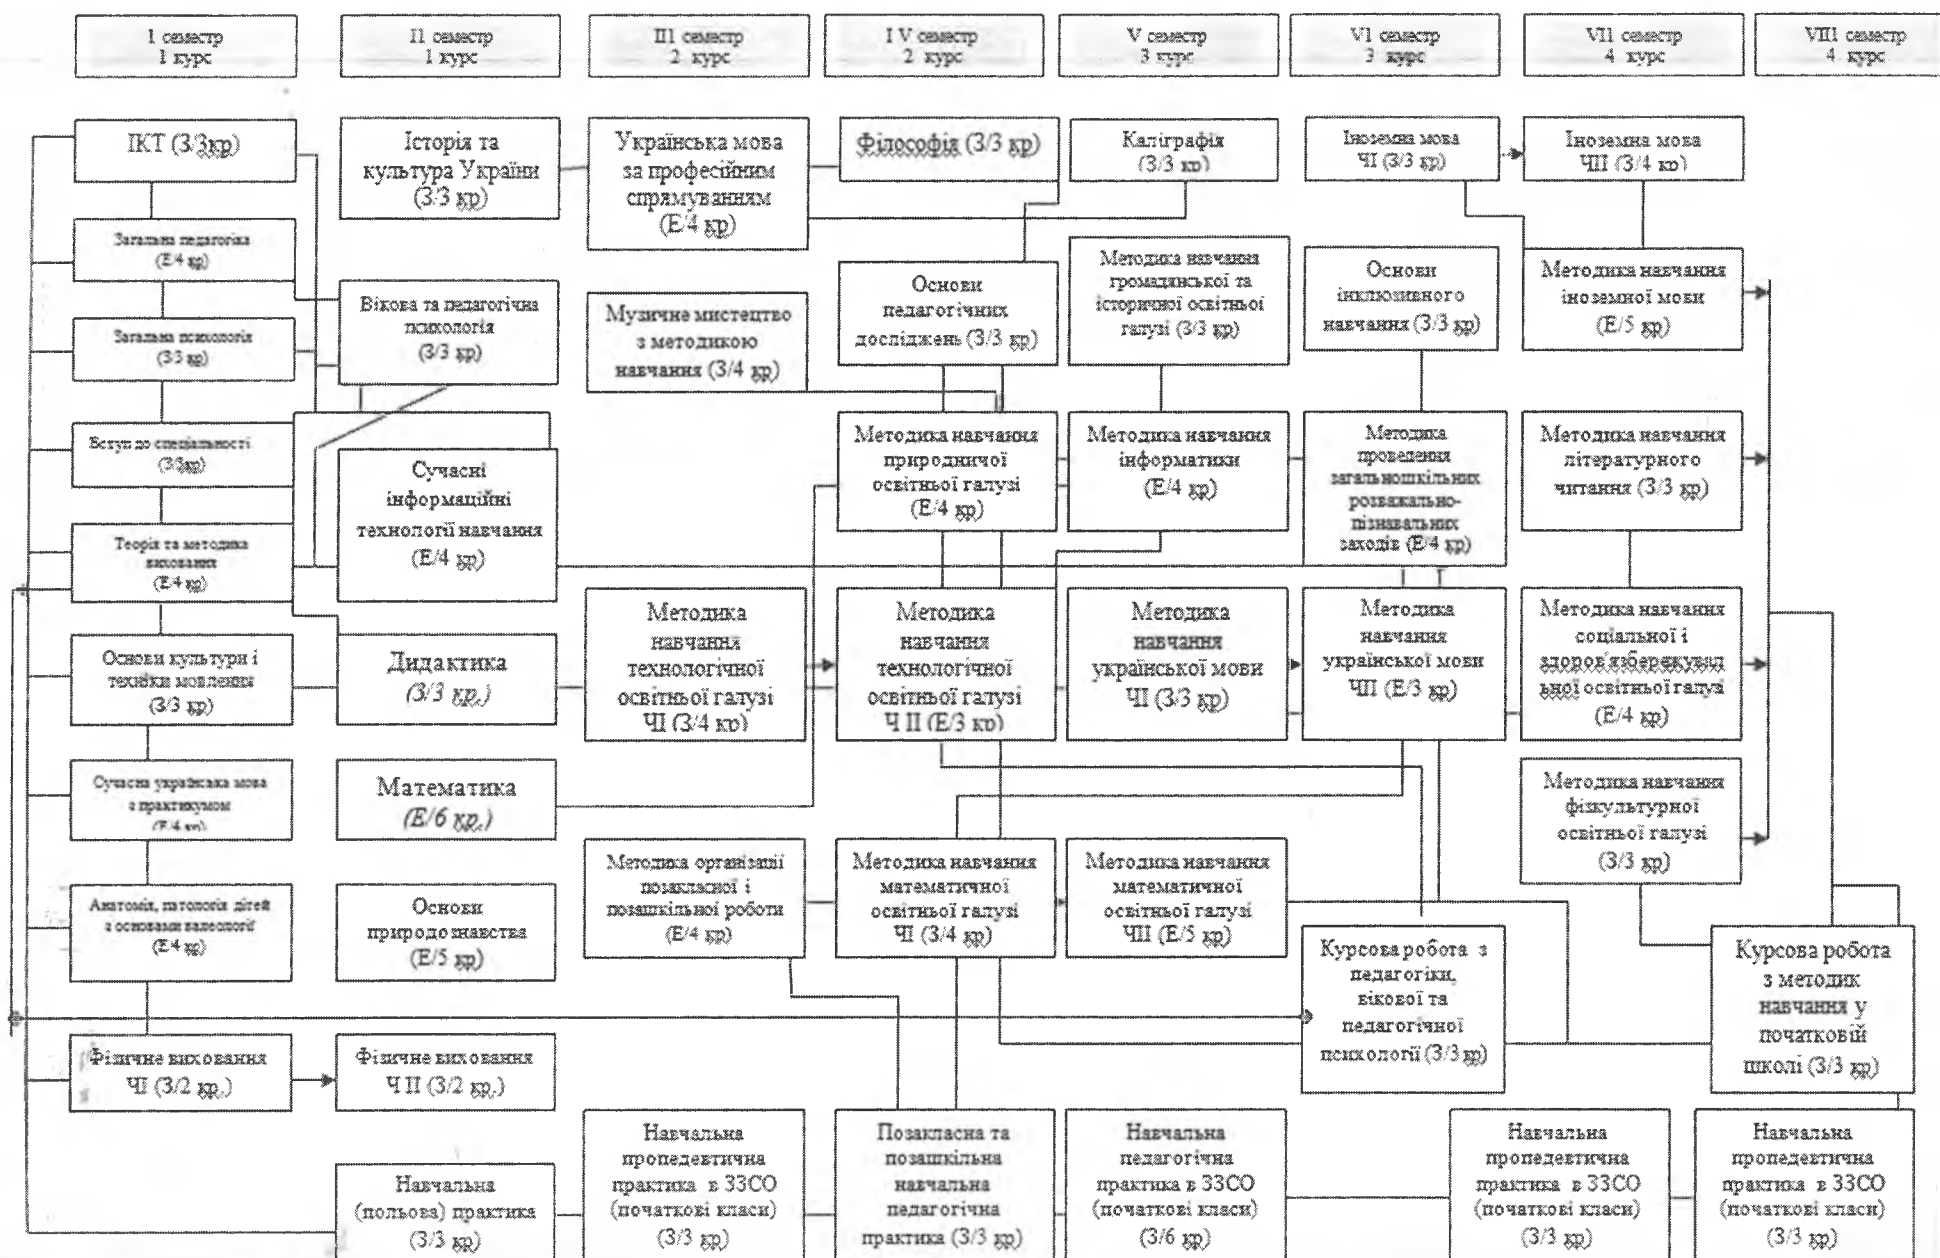 I семестр
1 курс
II семестр
1 курс
III семестр
2 курс
I V семестр
2 курс
V семестр
3 курс
VI семестр
3 курс
VII семестр
4 курс
VIII семестр
4 курс
ІКТ (З/3кр)
Загальна педагогіка
(Е/4 кр)
Загальна психологія
(З/3 кр)
Вступ до спеціальності
(З/3кр)
Теорія та методика
виховання
(Е/4 кр)
Основи культури і
техніки мовлення
(З/3 кр)
Сучасна українська мова
з практикумом
(Е/4 кр)
Анатомія, патологія дітей
з основами валеології
(Е/4 кр)
Фізичне виховання
ЧІ (З/2 кр.)
Історія та
культура України
(З/3 кр)
Вікова та педагогічна
психологія
(З/3 кр)
Сучасні
інформаційні
технології навчання
(Е/4 кр)
Дидактика
(З/3 кр.)
Математика
(Е/6 кр.)
Основи
природознавства
(Е/5 кр)
Фізичне виховання
Ч ІІ (З/2 кр.)
Навчальна
(польова) практика
(З/3 кр)
Українська мова
за професійним
спрямуванням
(Е/4 кр)
Музичне мистецтво
з методикою
навчання (З/4 кр)
Методика
навчання
технологічної
освітньої галузі
ЧІ (З/4 кр)
Методика організації
позакласної і
позашкільної роботи
(Е/4 кр)
Навчальна
пропедевтична
практика в ЗЗСО
(початкові класи)
(З/3 кр)
Філософія (З/3 кр)
Основи
педагогічних
досліджень (З/3 кр)
Методика навчання
природничої
освітньої галузі
(Е/4 кр)
Методика
навчання
технологічної
освітньої галузі
Ч ІІ (Е/3 кр)
Методика навчання
математичної
освітньої галузі
ЧІ (З/4 кр)
Позакласна та
позашкільна
навчальна
педагогічна
практика (З/3 кр)
Каліграфія
(З/3 кр)
Методика навчання
громадянської та
історичної освітньої
галузі (З/3 кр)
Методика навчання
інформатики
(Е/4 кр)
Методика
навчання
української мови
ЧІ (З/3 кр)
Методика навчання
математичної
освітньої галузі
ЧІІ (Е/5 кр)
Навчальна
педагогічна
практика в ЗЗСО
(початкові класи)
(З/6 кр)
Іноземна мова
ЧІ (З/3 кр)
Основи
інклюзивного
навчання (З/3 кр)
Методика
проведення
загальношкільних
розважально-
пізнавальних
заходів (Е/4 кр)
Методика
навчання
української мови
ЧІІ (Е/3 кр)
Курсова робота з
педагогіки,
вікової та
педагогічної
психології (З/3 кр)
Навчальна
пропедевтична
практика в ЗЗСО
(початкові класи)
(З/3 кр)
Іноземна мова
ЧІІ (З/4 кр)
Методика навчання
іноземної мови
(Е/5 кр)
Методика навчання
літературного
читання (З/3 кр)
Методика навчання
соціальної і
здоров'язбережувал
ьної освітньої галузі
(Е/4 кр)
Методика навчання
фізкультурної
освітньої галузі
(З/3 кр)
Курсова робота
з методик
навчання у
початковій
школі (З/3 кр)
Навчальна
пропедевтична
практика в ЗЗСО
(початкові класи)
(З/3 кр)